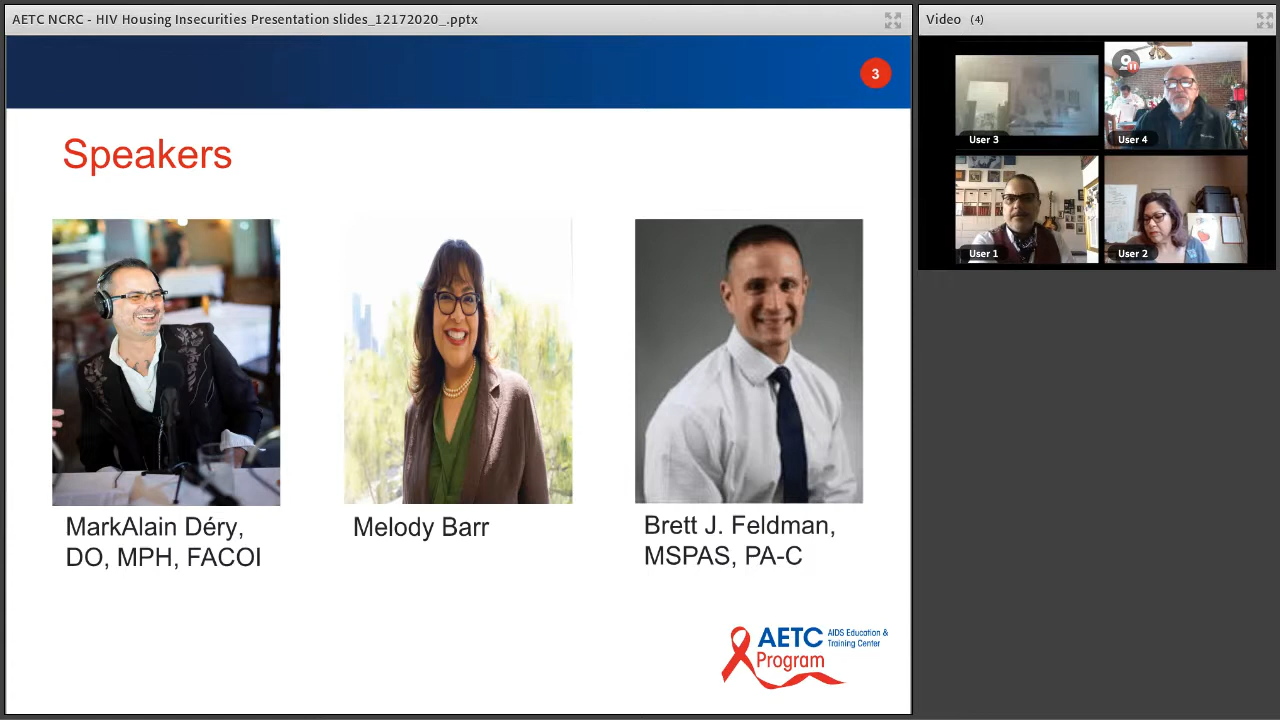 AETC NCRC - HIV Housing Insecurities Presentation slides_12172020_.pptx
Video (4)
3
Speakers
MarkAlain Déry,
DO, MPH, FACOI
Melody Barr
Brett J. Feldman,
MSPAS, PA-C
AETC AIDS Education &
Training Center
Program
User 3
User 4
User 1
User 2